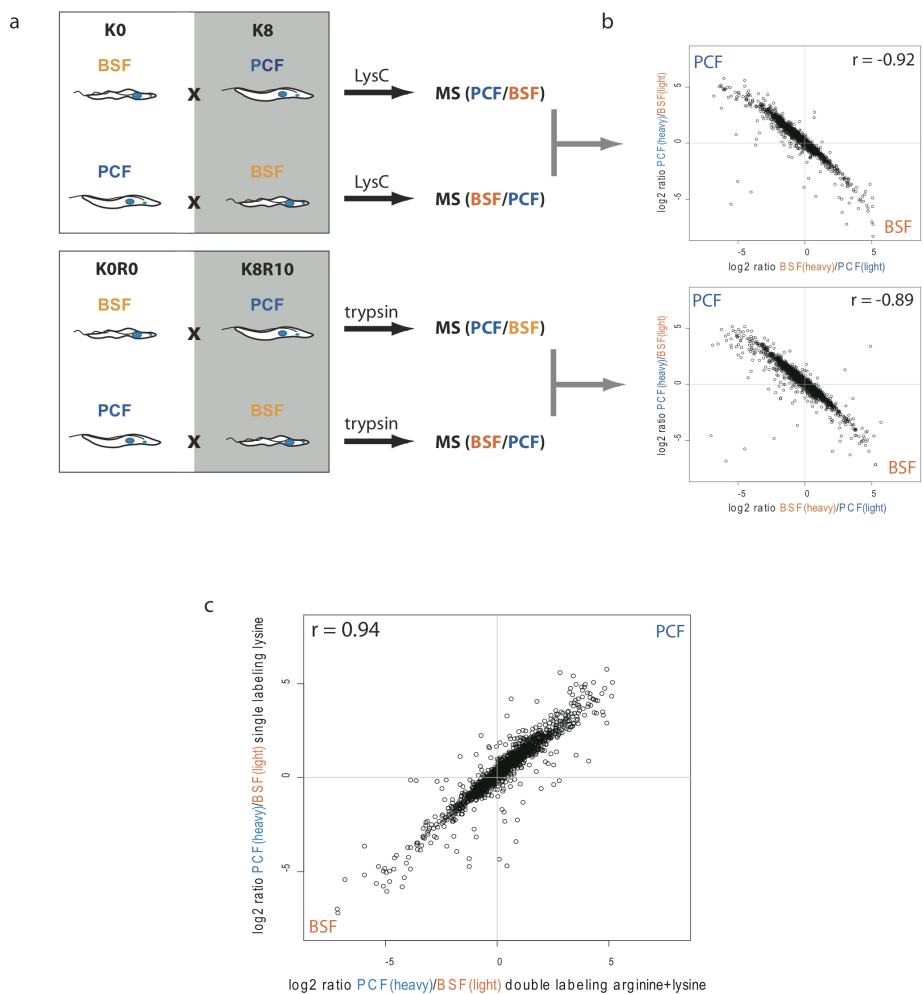 a
K0 K8
BSF PCF
LysC
X MS (PCF/BSF)
PCF BSF
LysC
X MS (BSF/PCF)
K0R0 K8R10
BSF PCF
trypsin
X MS (PCF/BSF)
PCF BSF
trypsin
X MS (BSF/PCF)
b
PCF r = -0.92
log2 ratio PCF(heavy)/BSF(light)
5
0
-5
BSF
-5 0 5
log2 ratio BSF(heavy)/PCF(light)
PCF r = -0.89
log2 ratio PCF(heavy)/BSF(light)
5
0
-5
BSF
-5 0 5
log2 ratio BSF(heavy)/PCF(light)
c
r = 0.94 PCF
log2 ratio PCF(heavy)/BSF(light) single labeling lysine
5
0
-5
BSF
-5 0 5
log2 ratio PCF(heavy)/BSF(light) double labeling arginine+lysine